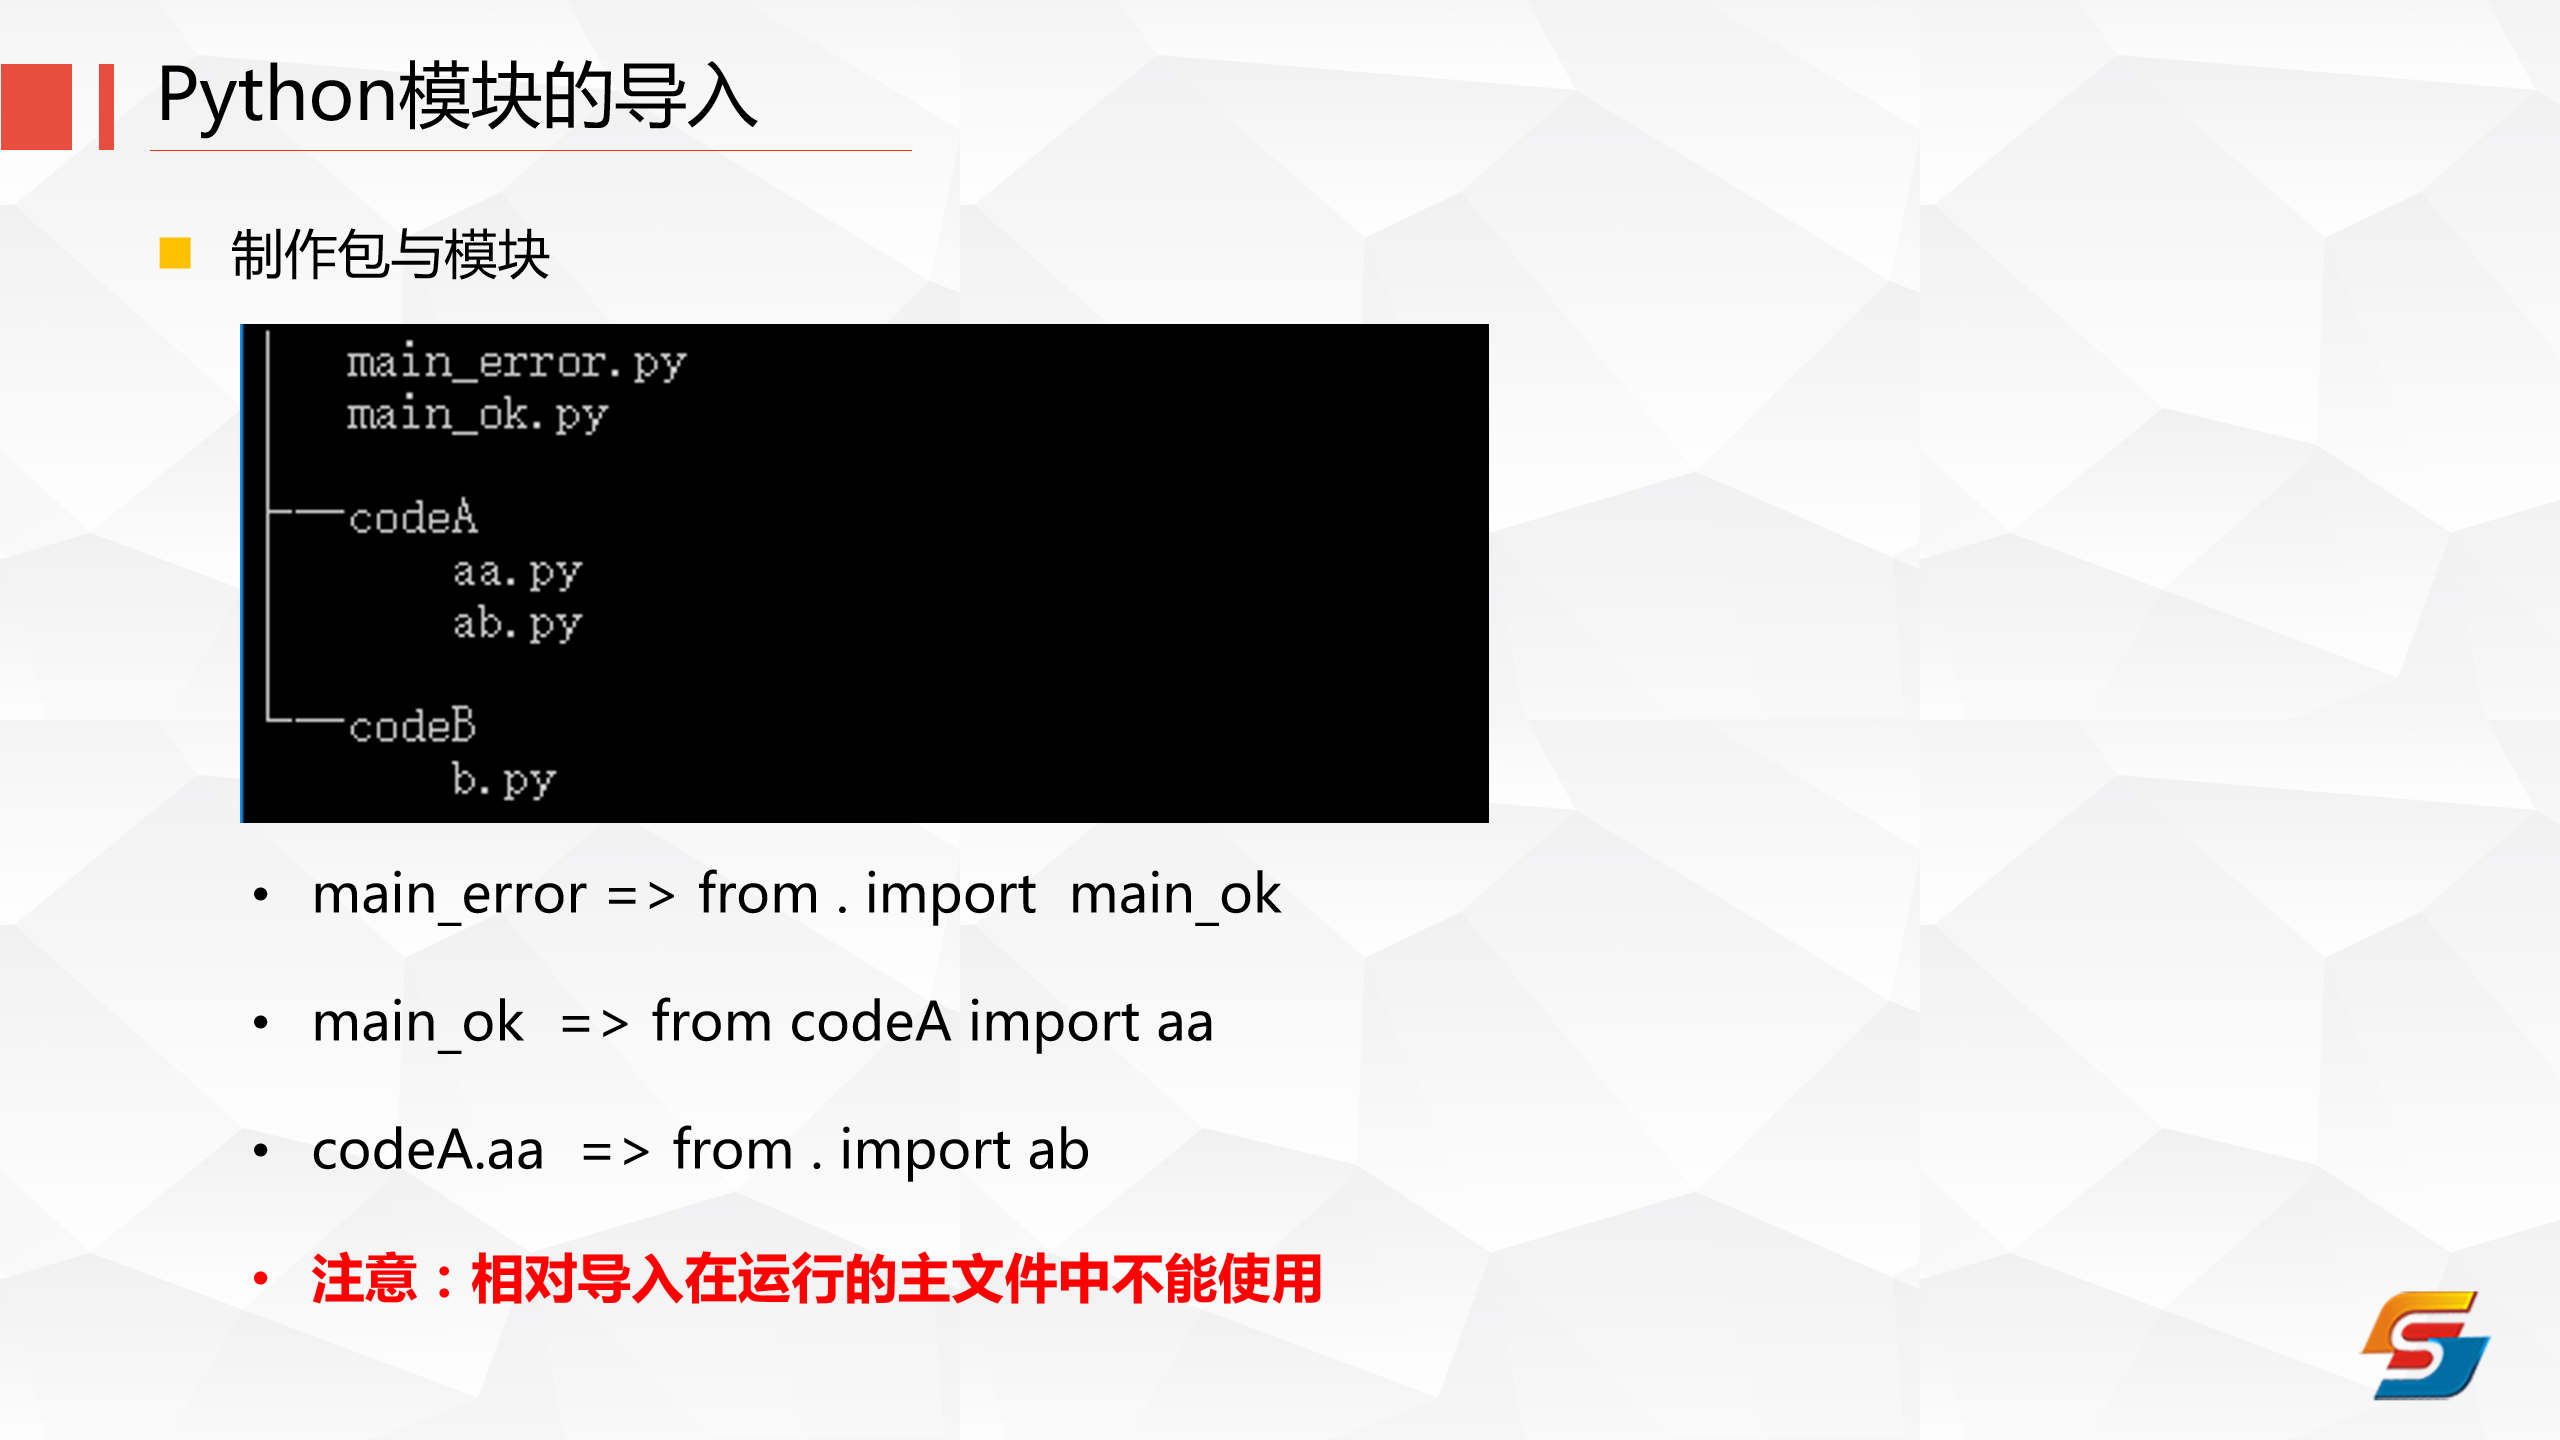 Python模块的导入
制作包与模块
main_error.py
main_ok.py
codeA
aa.py
ab.py
codeB
b.py
• main_error => from . import  main_ok
• main_ok  => from codeA import aa
• codeA.aa  => from . import ab
• 注意：相对导入在运行的主文件中不能使用